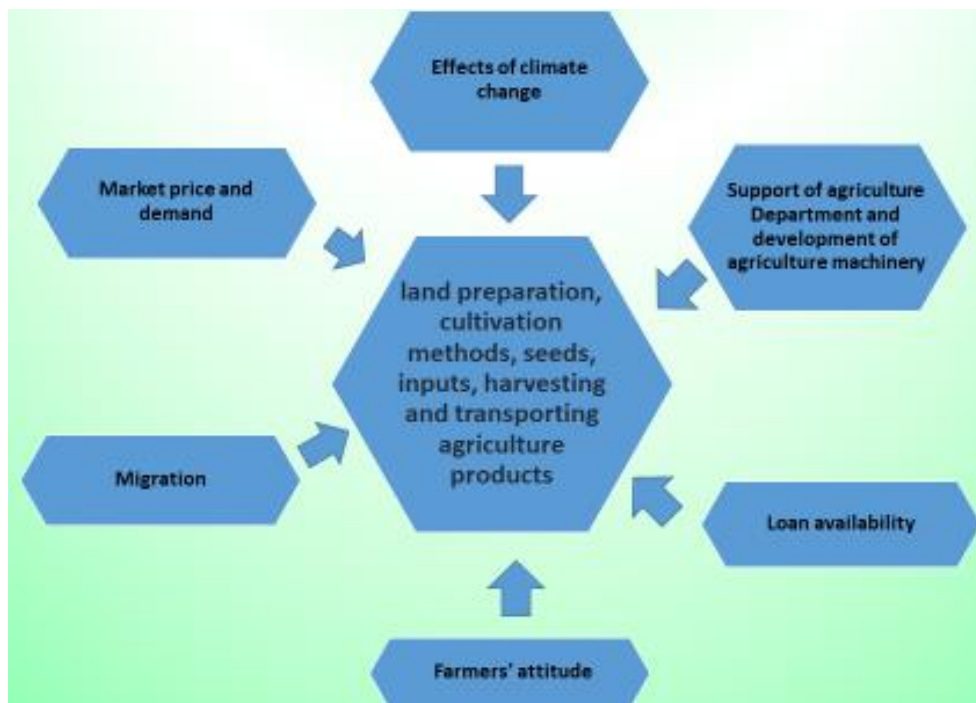 Effects of climate
change
Market price and
demand
Support of agriculture
Department and
development of
agriculture machinery
land preparation,
cultivation
methods, seeds,
inputs, harvesting
and transporting
agriculture
products
Migration
Loan availability
Farmers' attitude